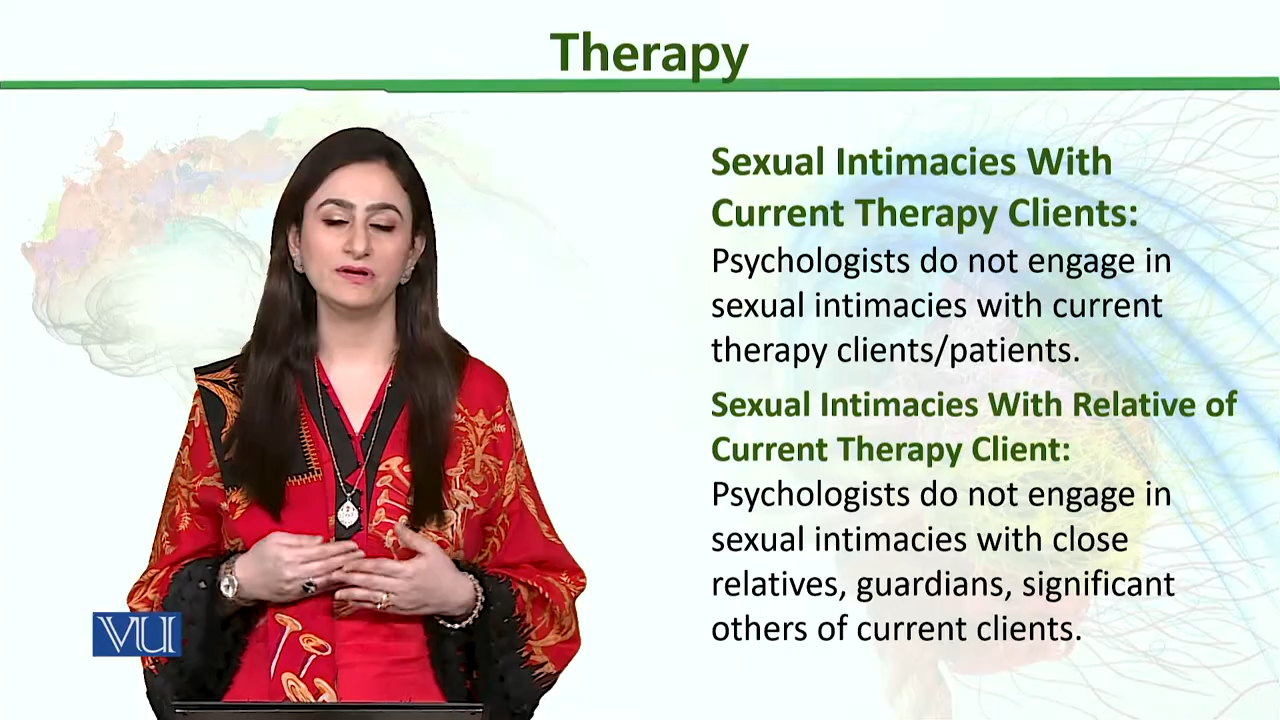 Therapy
Sexual Intimacies With
Current Therapy Clients:
Psychologists do not engage in
sexual intimacies with current
therapy clients/patients.
Sexual Intimacies With Relative of
Current Therapy Client:
Psychologists do not engage in
sexual intimacies with close
relatives, guardians, significant
others of current clients.
VU